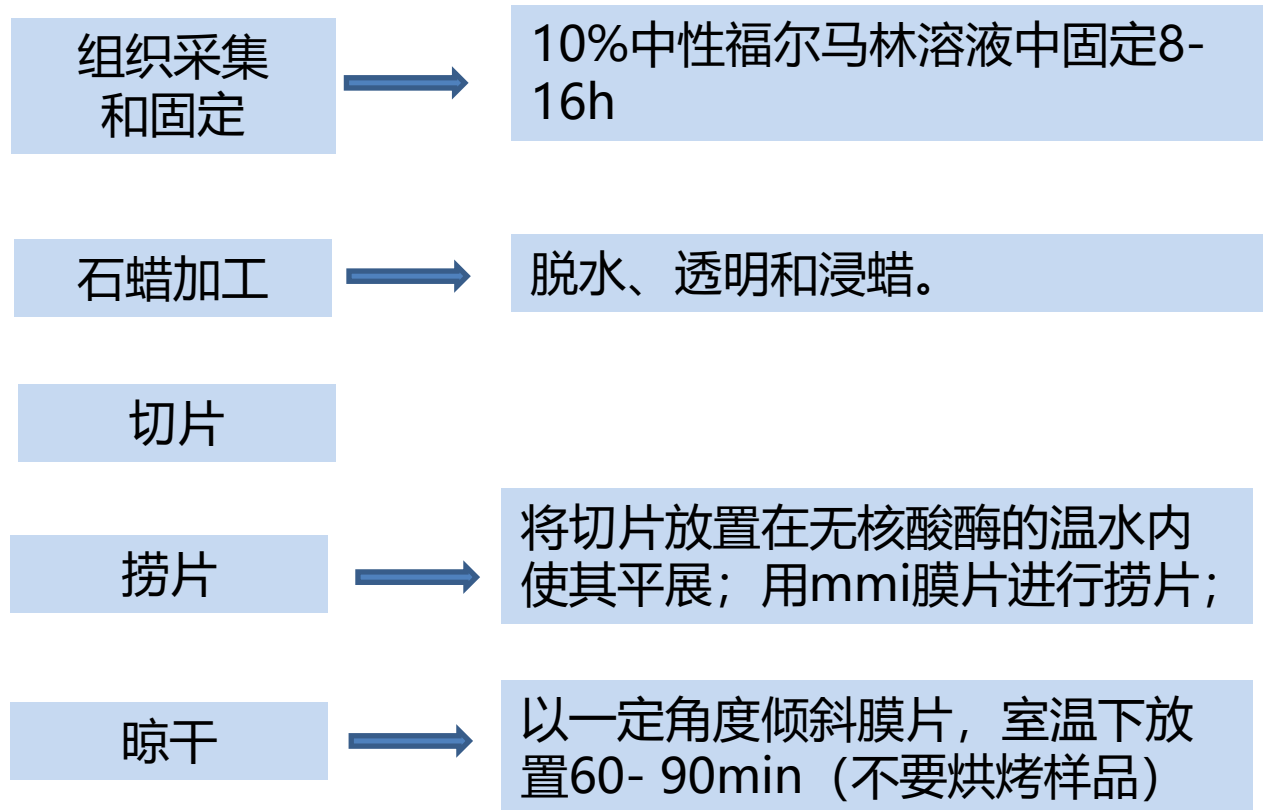 组织采集
和固定
10%中性福尔马林溶液中固定8-
16h
石蜡加工
脱水、透明和浸蜡。
切片
捞片
将切片放置在无核酸酶的温水内
使其平展；用mmi膜片进行捞片；
晾干
以一定角度倾斜膜片，室温下放
置60- 90min（不要烘烤样品）